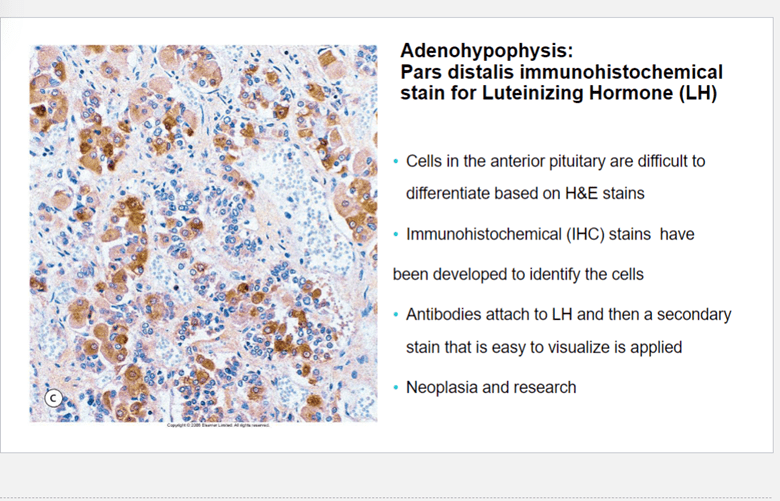 Adenohypophysis:
Pars distalis immunohistochemical
stain for Luteinizing Hormone (LH)
• Cells in the anterior pituitary are difficult to
differentiate based on H&E stains
• Immunohistochemical (IHC) stains have
been developed to identify the cells
• Antibodies attach to LH and then a secondary
stain that is easy to visualize is applied
• Neoplasia and research
C
Elsevier Limited. All rights reserved.